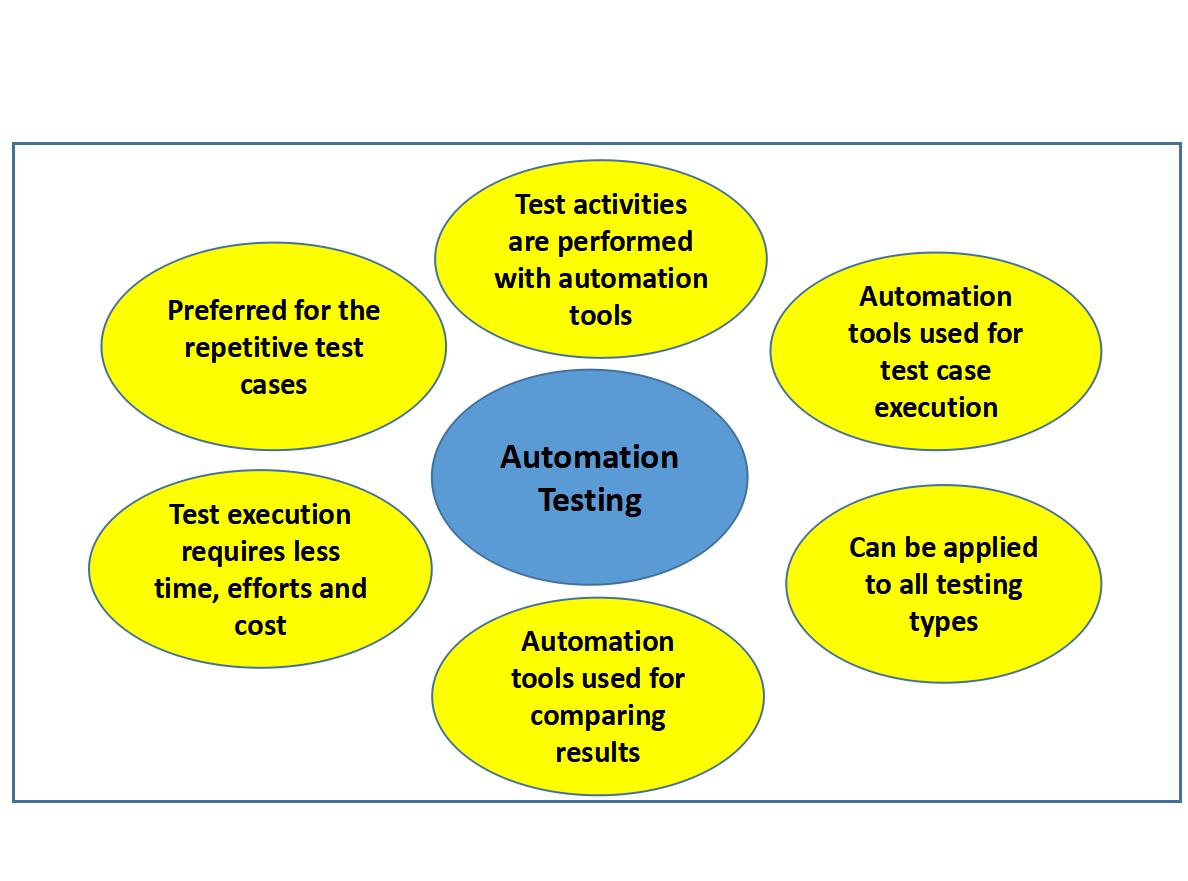 Test activities
are performed
with automation
tools
Preferred for the
repetitive test
cases
Automation
tools used for
test case
execution
Automation
Testing
Test execution
requires less
time, efforts and
cost
Can be applied
to all testing
types
Automation
tools used for
comparing
results